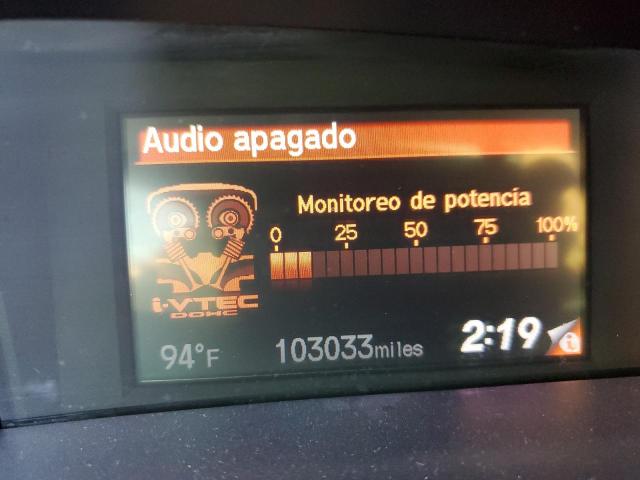 Audio apagado
Monitoreo de potencia
0 25 50 75 100%
i-VTEC
DOHC
94°F 103033miles 2:19 i